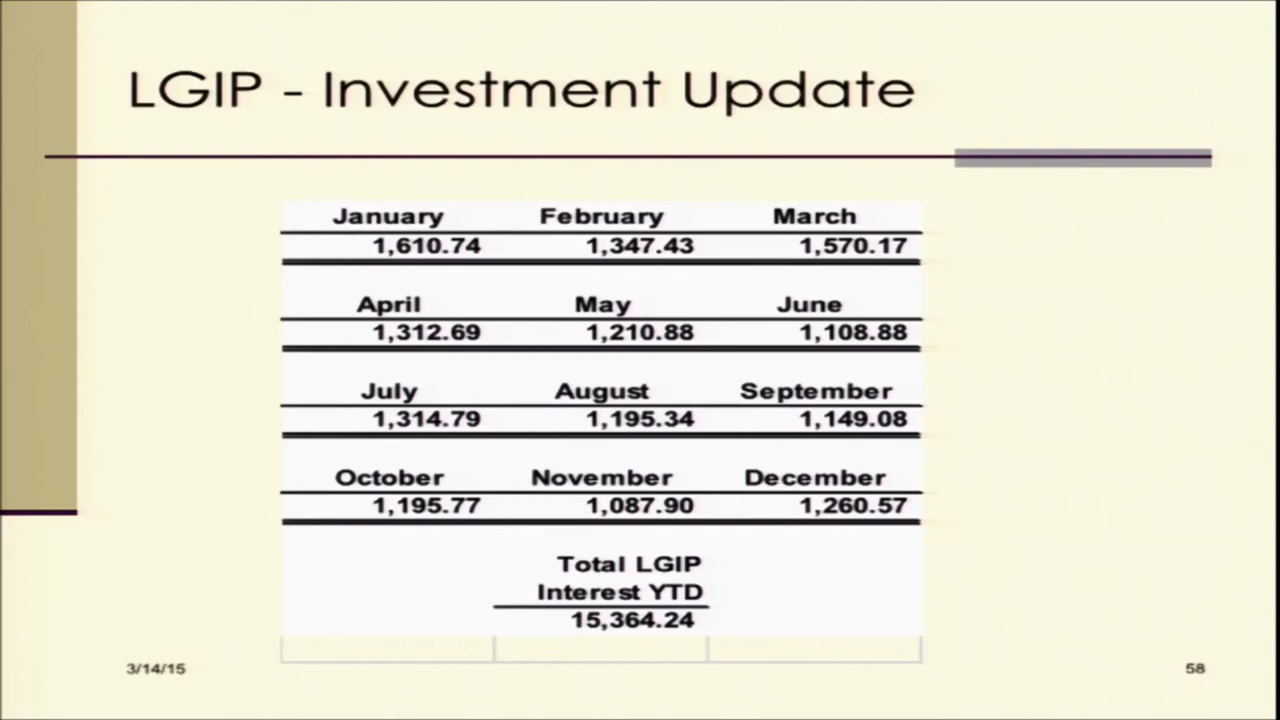 LGIP - Investment Update
January February March
1,610.74 1,347.43 1,570.17
April May June
1,312.69 1,210.88 1,108.88
July August September
1,314.79 1,195.34 1,149.08
October November December
1,195.77 1,087.90 1,260.57
Total LGIP
Interest YTD
15,364.24
3/14/15 58